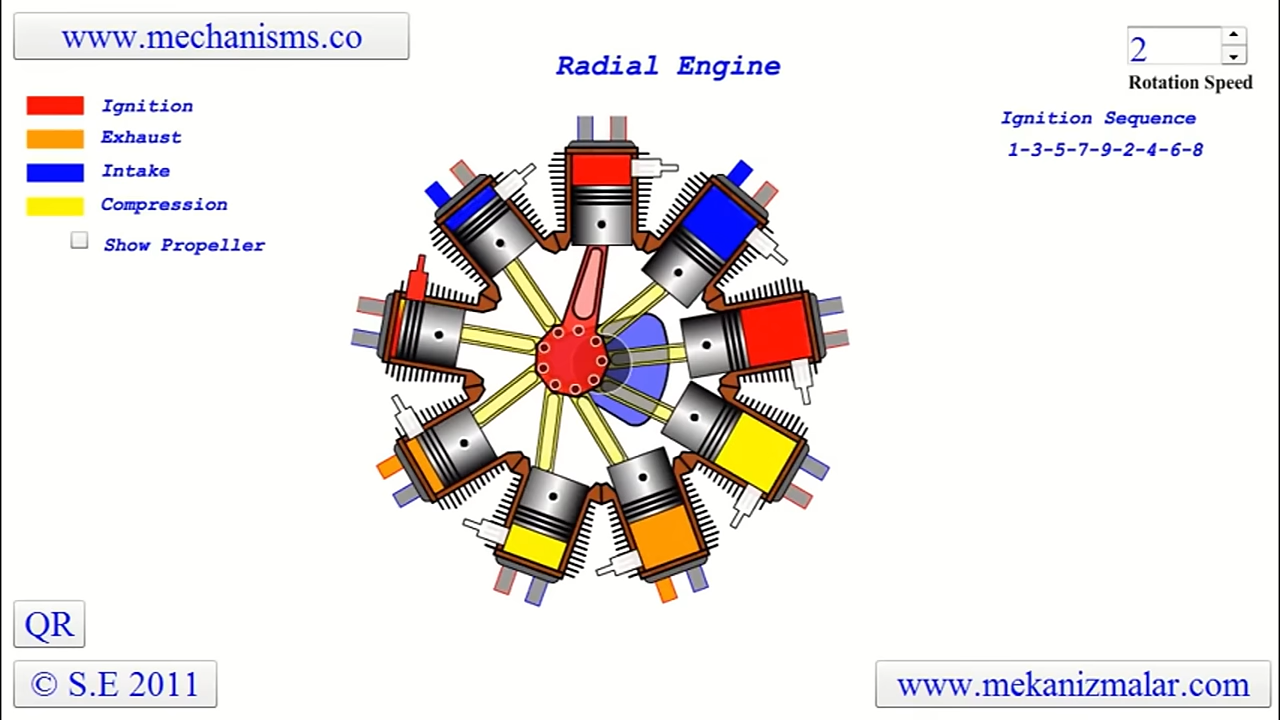 www.mechanisms.co
2
Radial Engine
Rotation Speed
Ignition
Ignition Sequence
Exhaust
1-3-5-7-9-2-4-6-8
Intake
Compression
Show Propeller
QR
© S.E 2011
www.mekanizmalar.com